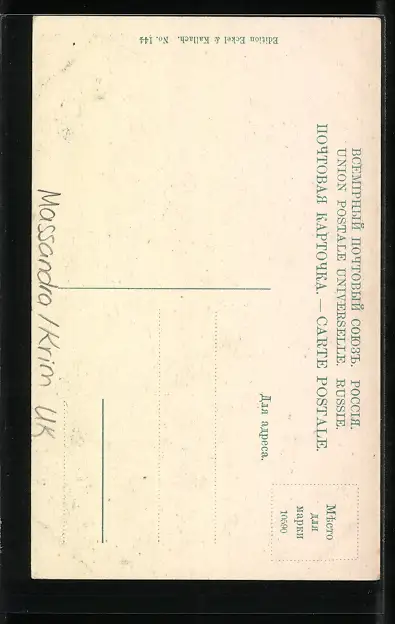 ВСЕМІРНЫЙ ПОЧТОВЫЙ СОЮЗЪ. РОССІЯ.
UNION POSTALE UNIVERSELLE. RUSSIE.
ПОЧТОВАЯ КАРТОЧКА. — CARTE POSTALE.
Мѣсто
для
марки
10690
Для адреса.
Edition Eckel & Kallach. No. 144
Massandra / Krim UK